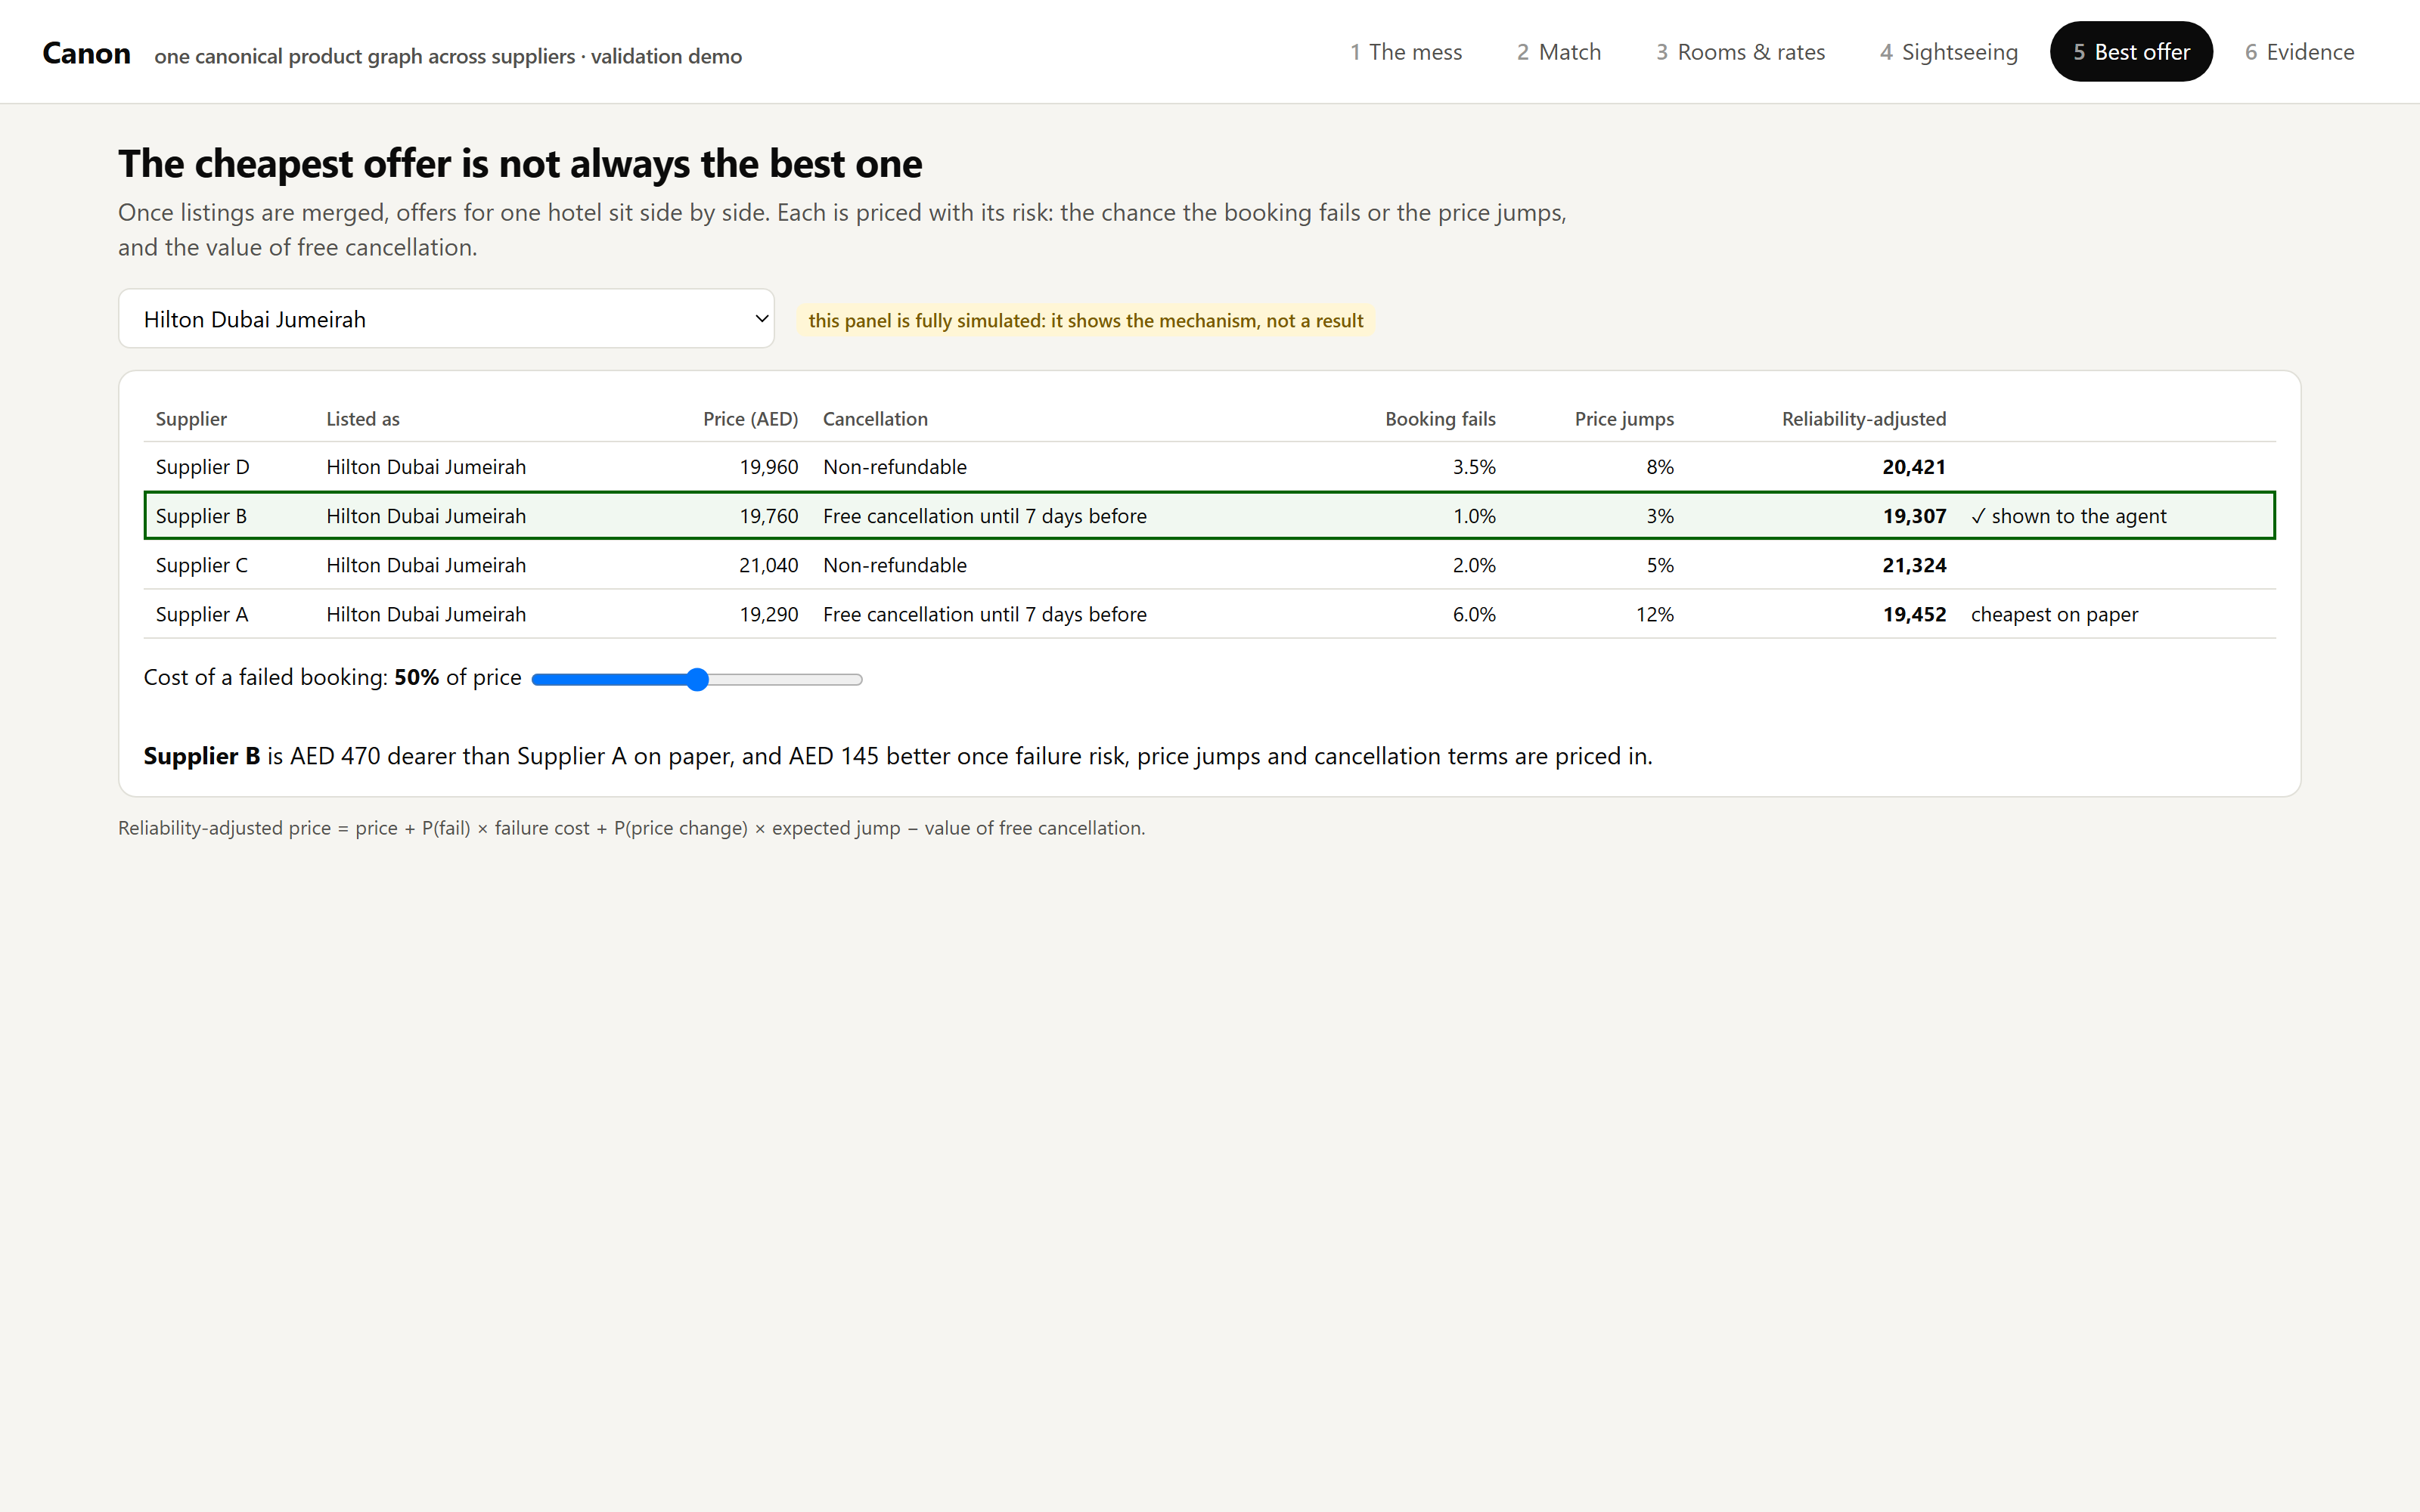 Canon one canonical product graph across suppliers · validation demo
1 The mess 2 Match 3 Rooms & rates 4 Sightseeing 5 Best offer 6 Evidence
The cheapest offer is not always the best one
Once listings are merged, offers for one hotel sit side by side. Each is priced with its risk: the chance the booking fails or the price jumps,
and the value of free cancellation.
Hilton Dubai Jumeirah
this panel is fully simulated: it shows the mechanism, not a result
Supplier Listed as Price (AED) Cancellation Booking fails Price jumps Reliability-adjusted
Supplier D Hilton Dubai Jumeirah 19,960 Non-refundable 3.5% 8% 20,421
Supplier B Hilton Dubai Jumeirah 19,760 Free cancellation until 7 days before 1.0% 3% 19,307 ✓ shown to the agent
Supplier C Hilton Dubai Jumeirah 21,040 Non-refundable 2.0% 5% 21,324
Supplier A Hilton Dubai Jumeirah 19,290 Free cancellation until 7 days before 6.0% 12% 19,452 cheapest on paper
Cost of a failed booking: 50% of price
Supplier B is AED 470 dearer than Supplier A on paper, and AED 145 better once failure risk, price jumps and cancellation terms are priced in.
Reliability-adjusted price = price + P(fail) × failure cost + P(price change) × expected jump − value of free cancellation.